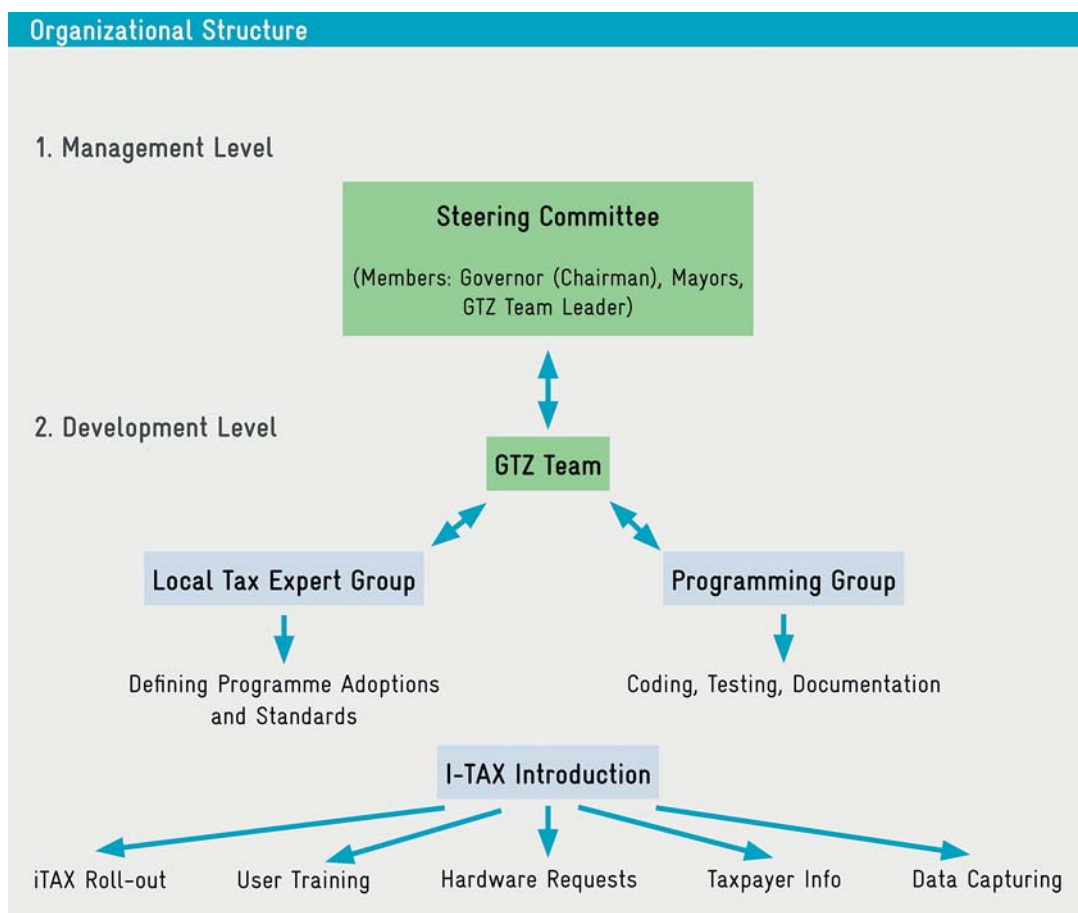 Organizational Structure
1. Management Level
Steering Committee
(Members: Governor (Chairman), Mayors,
GTZ Team Leader)
2. Development Level
GTZ Team
Local Tax Expert Group
Programming Group
Defining Programme Adoptions
and Standards
Coding, Testing, Documentation
I-TAX Introduction
iTAX Roll-out
User Training
Hardware Requests
Taxpayer Info
Data Capturing